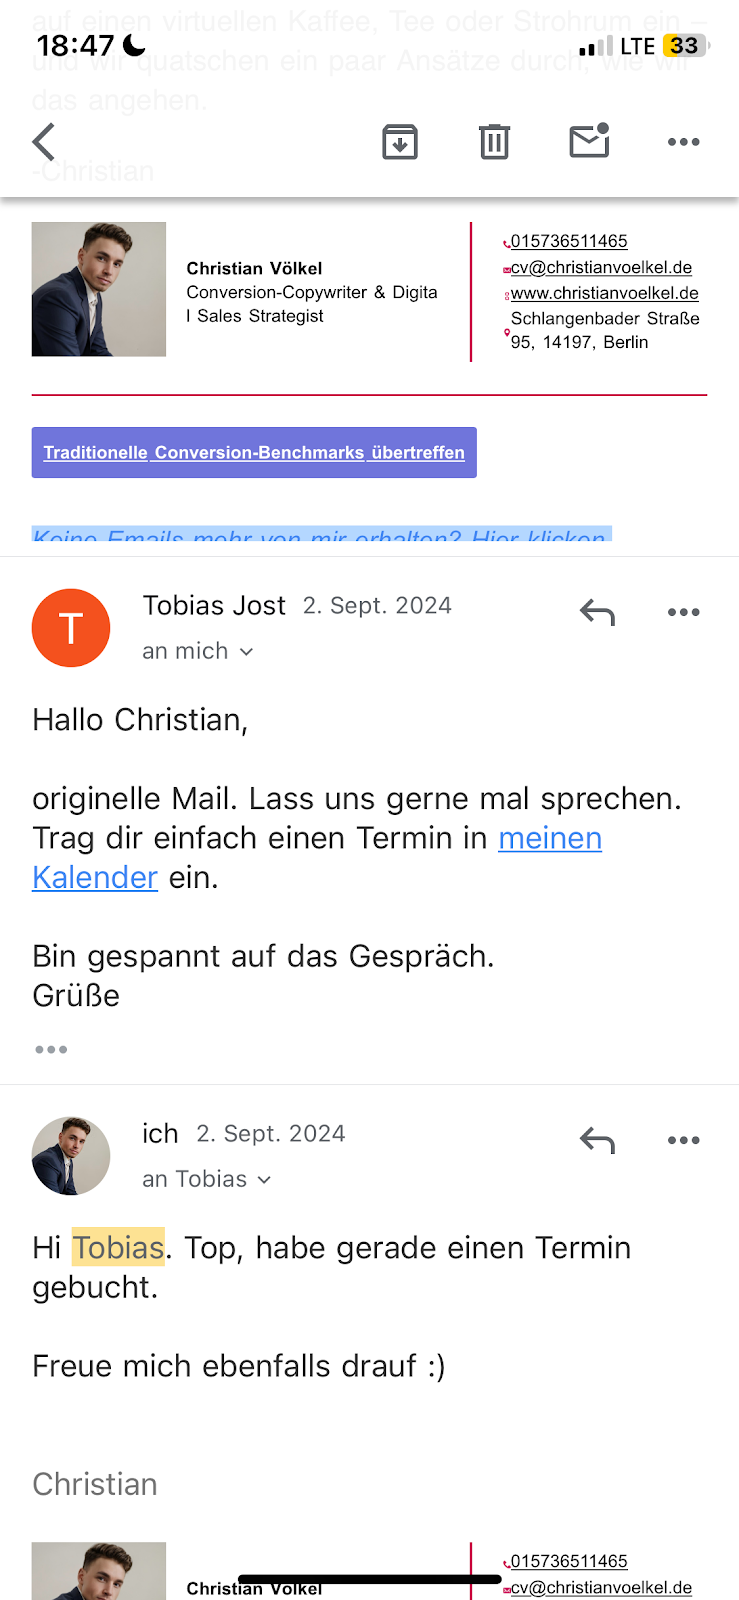 auf einen virtuellen Kaffee, Tee oder Strohrum ein –
18:47
LTE 33
und wir quatschen ein paar Ansätze durch, wie wir
das angehen.
-Christian
Christian Völkel
Conversion-Copywriter & Digita
l Sales Strategist
015736511465
cv@christianvoelkel.de
www.christianvoelkel.de
Schlangenbader Straße
95, 14197, Berlin
Traditionelle Conversion-Benchmarks übertreffen
Keine Emails mehr von mir erhalten? Hier klicken.
T
Tobias Jost 2. Sept. 2024
an mich
Hallo Christian,
originelle Mail. Lass uns gerne mal sprechen.
Trag dir einfach einen Termin in meinen
Kalender ein.
Bin gespannt auf das Gespräch.
Grüße
ich 2. Sept. 2024
an Tobias
Hi Tobias. Top, habe gerade einen Termin
gebucht.
Freue mich ebenfalls drauf :)
Christian
Christian Völkel
015736511465
cv@christianvoelkel.de